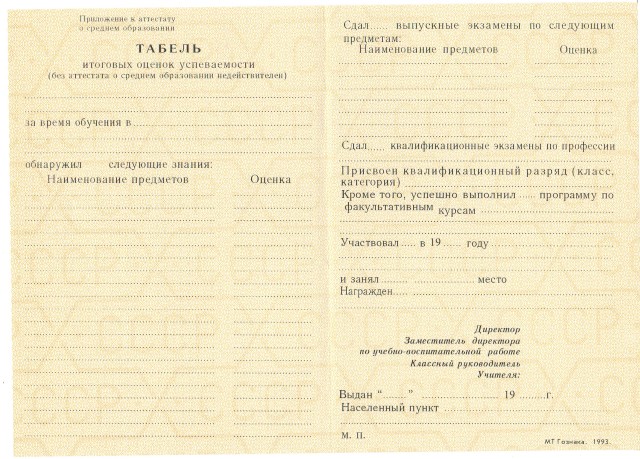 Приложение к аттестату
о среднем образовании
ТАБЕЛЬ
итоговых оценок успеваемости
(без аттестата о среднем образовании недействителен)
за время обучения в
обнаружил следующие знания:
Наименование предметов Оценка
Сдал...... выпускные экзамены по следующим
предметам:
Наименование предметов Оценка
Сдал...... квалификационные экзамены по профессии
Присвоен квалификационный разряд (класс,
категория)
Кроме того, успешно выполнил ...... программу по
факультативным курсам
Участвовал ..... в 19 ...... году
и занял ........ место
Награжден.....
Директор
Заместитель директора
по учебно-воспитательной работе
Классный руководитель
Учителя:
Выдан “ ..... ” ........ 19 ........ г.
Населенный пункт
М. П.
МТ Гознака. 1993.